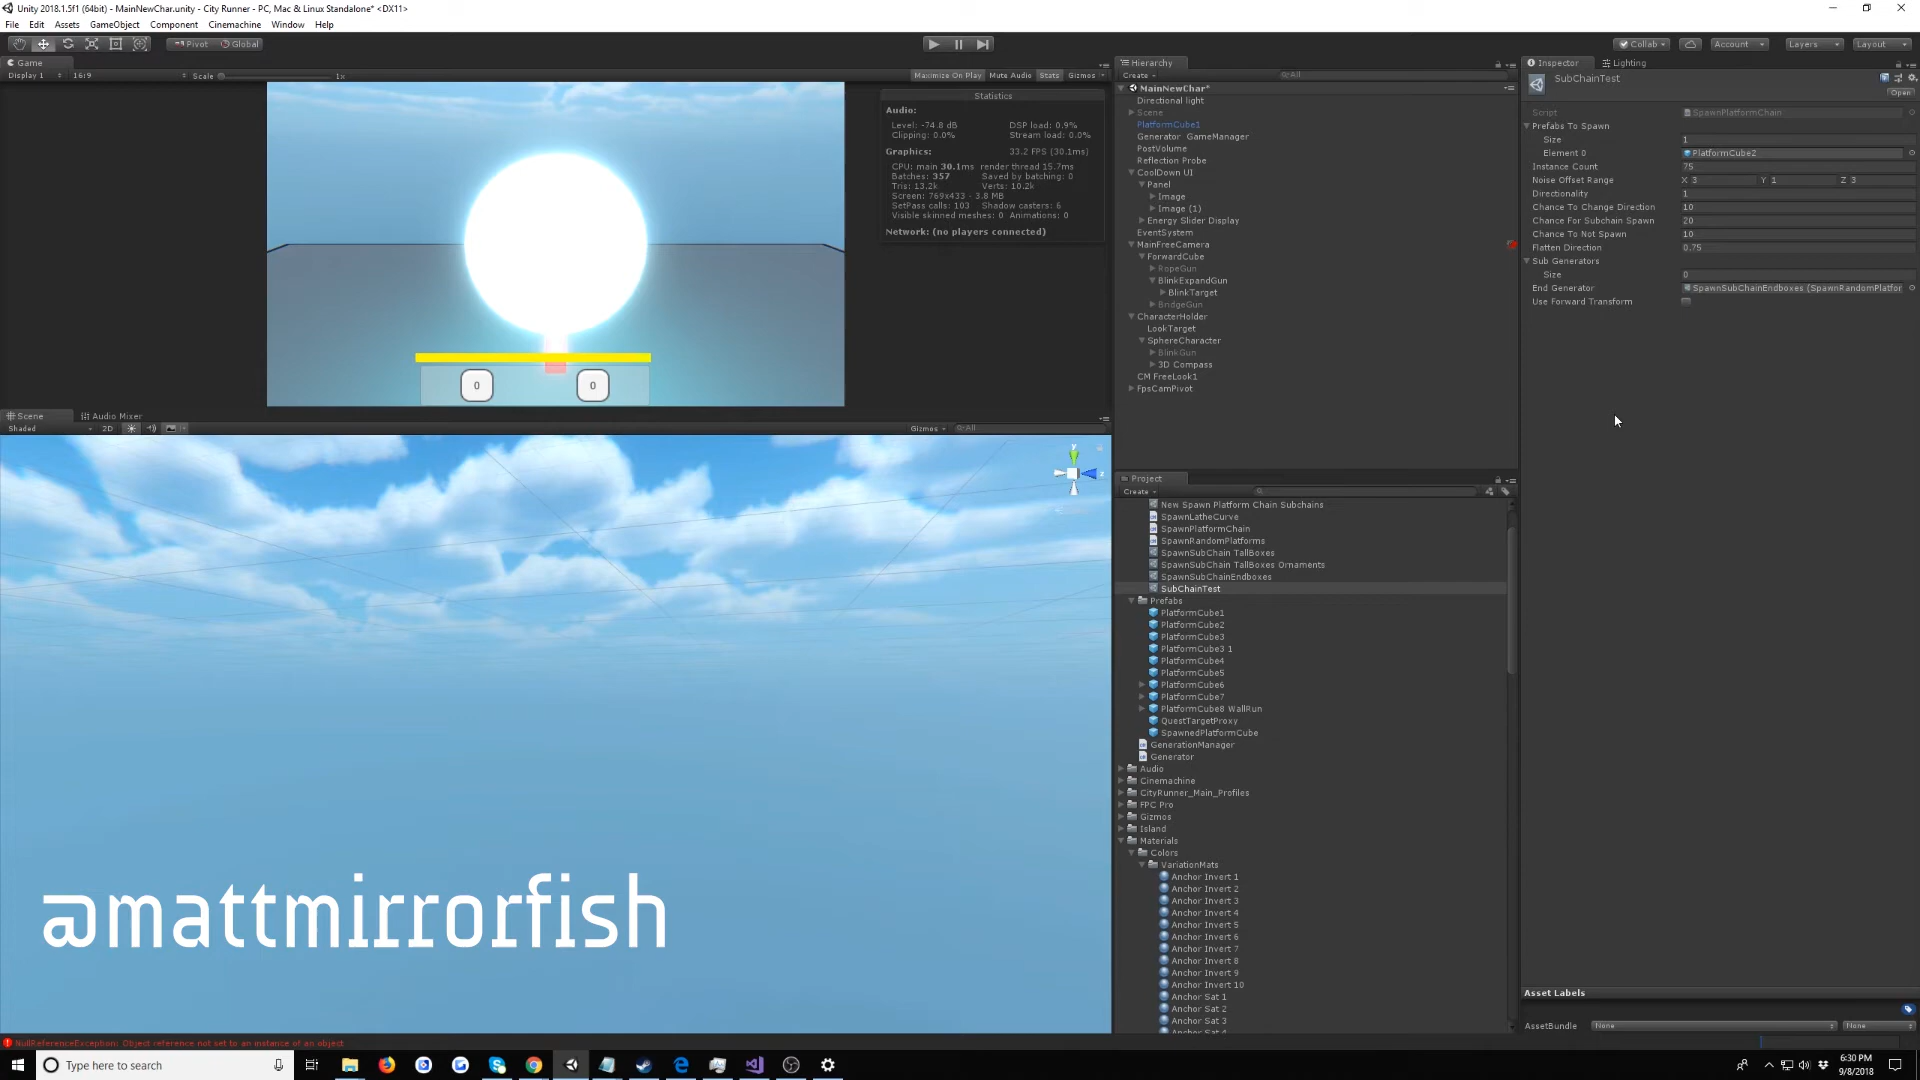 Unity 2018.1.5f1 (64bit) - MainNewChar.unity - City Runner - PC, Mac & Linux Standalone* <DX11>
File Edit Assets GameObject Component Cinemachine Window Help
Pivot Global
Collab Account Layers Layout
Game
Display 1 16:9 Scale 1x Maximize On Play Mute Audio Stats Gizmos
Statistics
Audio:
Level: -74.8 dB DSP load: 0.9%
Clipping: 0.0% Stream load: 0.0%
Graphics: 33.2 FPS (30.1ms)
CPU: main 30.1ms render thread 15.7ms
Batches: 357 Saved by batching: 0
Tris: 13.2k Verts: 10.2k
Screen: 769x433 - 3.8 MB
SetPass calls: 103 Shadow casters: 6
Visible skinned meshes: 0 Animations: 0
Network: (no players connected)
0 0
Scene Audio Mixer
Shaded 2D Gizmos All
@mattmirrorfish
NullReferenceException: Object reference not set to an instance of an object
Hierarchy
Create All
MainNewChar*
Directional light
Scene
PlatformCube1
Generator GameManager
PostVolume
Reflection Probe
CoolDown UI
Panel
Image
Image (1)
Energy Slider Display
EventSystem
MainFreeCamera
ForwardCube
RopeGun
BlinkExpandGun
BlinkTarget
BridgeGun
CharacterHolder
LookTarget
SphereCharacter
BlinkGun
3D Compass
CM FreeLook1
FpsCamPivot
Project
Create
New Spawn Platform Chain Subchains
SpawnLatheCurve
SpawnPlatformChain
SpawnRandomPlatforms
SpawnSubChain TallBoxes
SpawnSubChain TallBoxes Ornaments
SpawnSubChainEndboxes
SubChainTest
Prefabs
PlatformCube1
PlatformCube2
PlatformCube3
PlatformCube3 1
PlatformCube4
PlatformCube5
PlatformCube6
PlatformCube7
PlatformCube8 WallRun
QuestTargetProxy
SpawnedPlatformCube
GenerationManager
Generator
Audio
Cinemachine
CityRunner_Main_Profiles
FPC Pro
Gizmos
Island
Materials
Colors
VariationMats
Anchor Invert 1
Anchor Invert 2
Anchor Invert 3
Anchor Invert 4
Anchor Invert 5
Anchor Invert 6
Anchor Invert 7
Anchor Invert 8
Anchor Invert 9
Anchor Invert 10
Anchor Sat 1
Anchor Sat 2
Anchor Sat 3
Inspector Lighting
SubChainTest
Open
Script SpawnPlatformChain
Prefabs To Spawn
Size 1
Element 0 PlatformCube2
Instance Count 75
Noise Offset Range X 3 Y 1 Z 3
Directionality 1
Chance To Change Direction 10
Chance For Subchain Spawn 20
Chance To Not Spawn 10
Flatten Direction 0.75
Sub Generators
Size 0
End Generator SpawnSubChainEndboxes (SpawnRandomPlatfor
Use Forward Transform
Asset Labels
AssetBundle None None
Type here to search
6:30 PM
9/8/2018